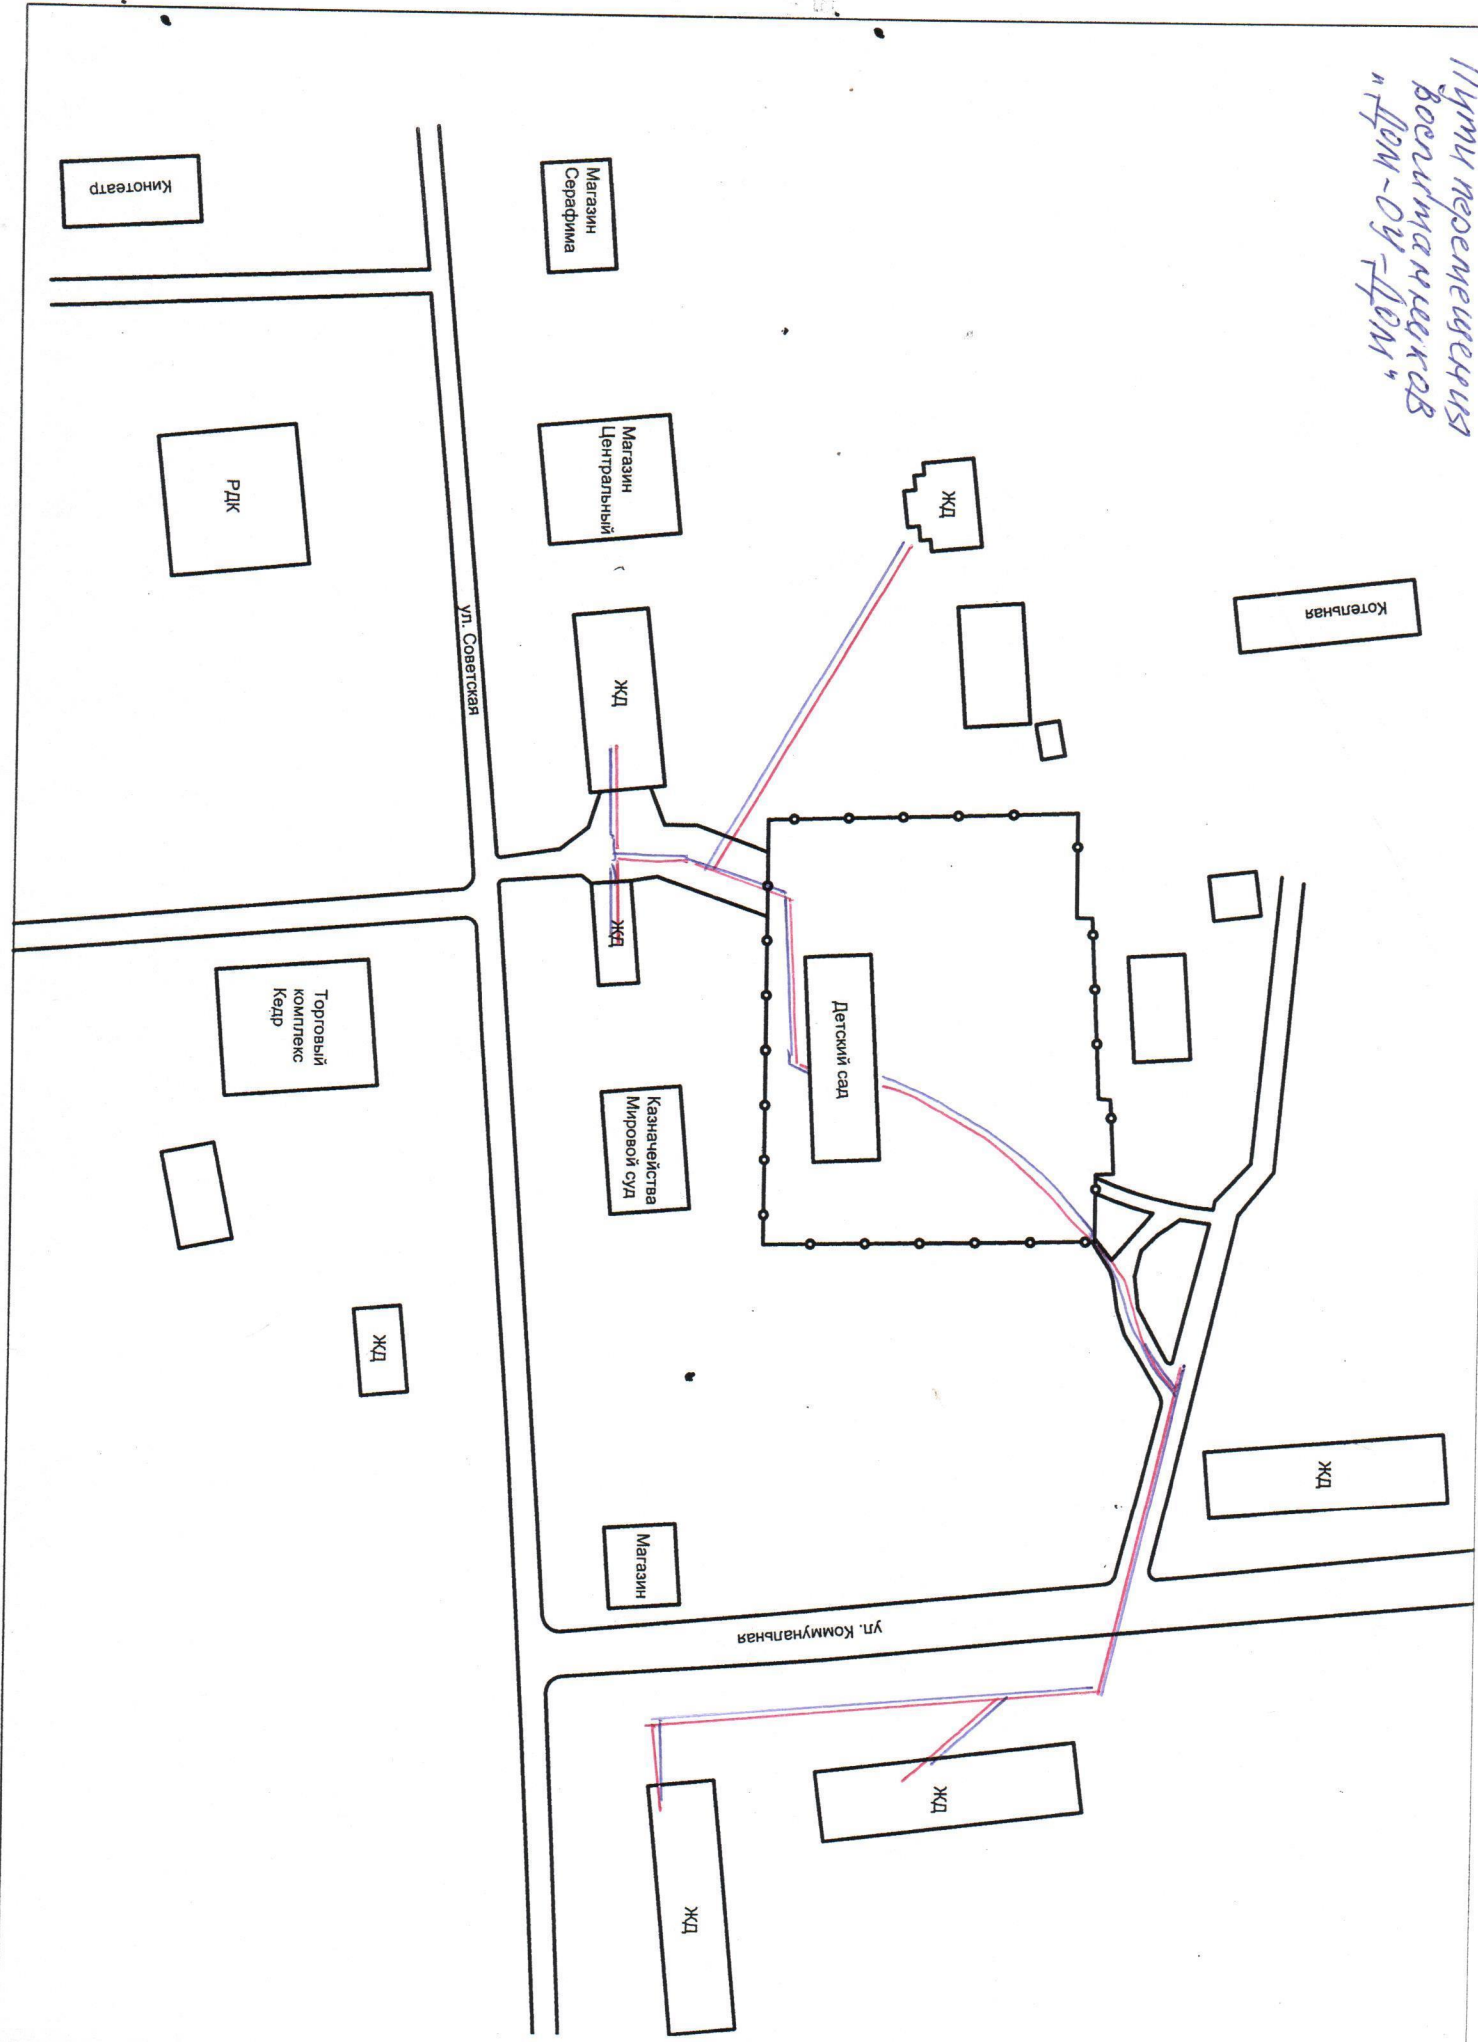 Пути перемещения
воспитанников
"Дом-ОУ-Дом"
Котельная
ЖД
Магазин
Серафима
Кинотеатр
Магазин
Центральный
РДК
ЖД
ул. Советская
Детский сад
ЖД
Торговый
комплекс
Кедр
Казначейства
Мировой суд
ЖД
ЖД
Магазин
ул. Коммунальная
ЖД
ЖД